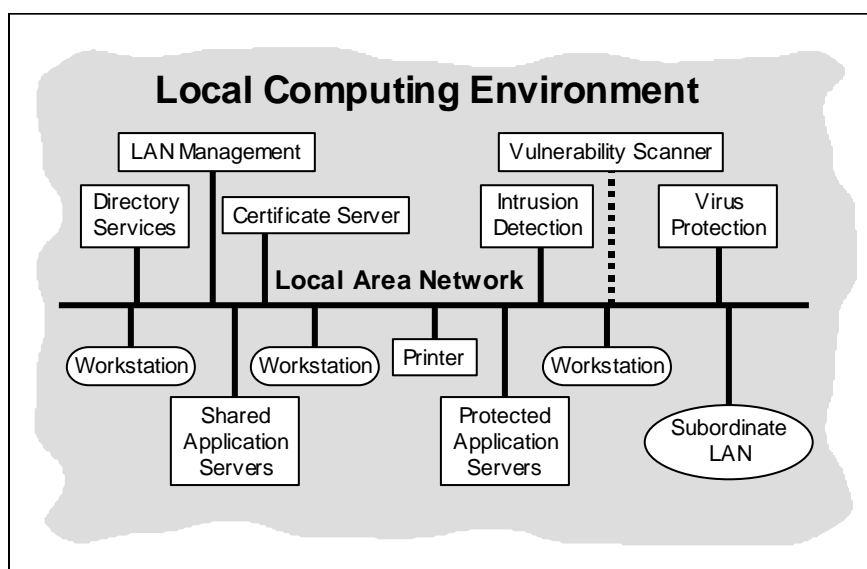 Local Computing Environment
LAN Management
Vulnerability Scanner
Directory
Services
Certificate Server
Intrusion
Detection
Virus
Protection
Local Area Network
Workstation
Workstation
Printer
Workstation
Shared
Application
Servers
Protected
Application
Servers
Subordinate
LAN